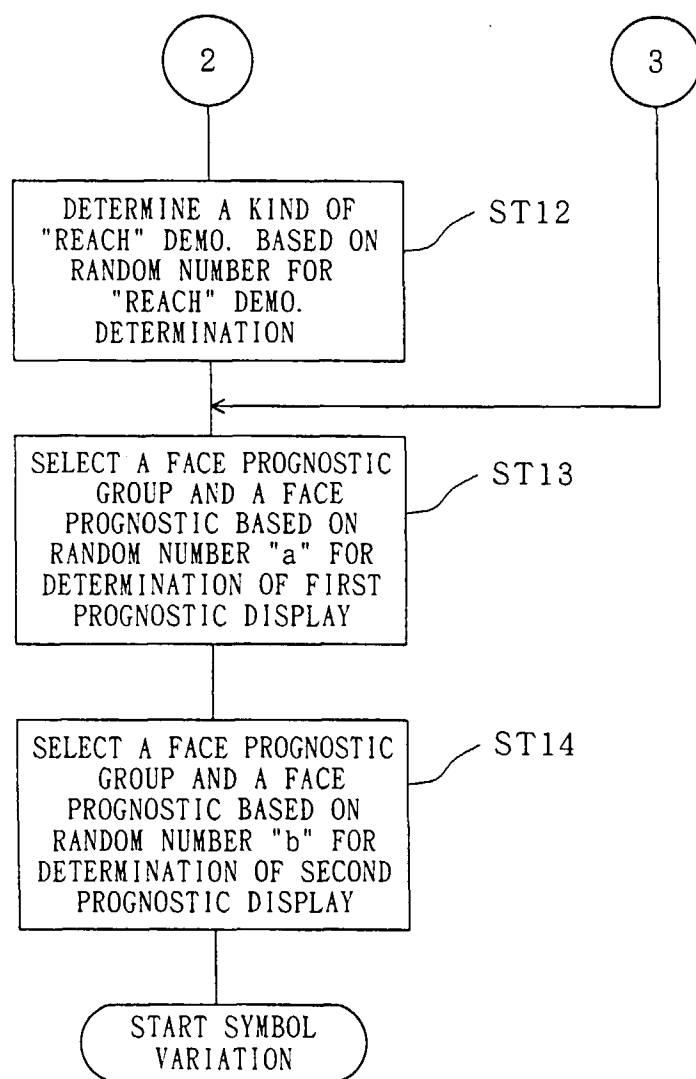 2
3
DETERMINE A KIND OF
"REACH" DEMO. BASED ON
RANDOM NUMBER FOR
"REACH" DEMO.
DETERMINATION
ST12
SELECT A FACE PROGNOSTIC
GROUP AND A FACE
PROGNOSTIC BASED ON
RANDOM NUMBER "a" FOR
DETERMINATION OF FIRST
PROGNOSTIC DISPLAY
ST13
SELECT A FACE PROGNOSTIC
GROUP AND A FACE
PROGNOSTIC BASED ON
RANDOM NUMBER "b" FOR
DETERMINATION OF SECOND
PROGNOSTIC DISPLAY
ST14
START SYMBOL
VARIATION